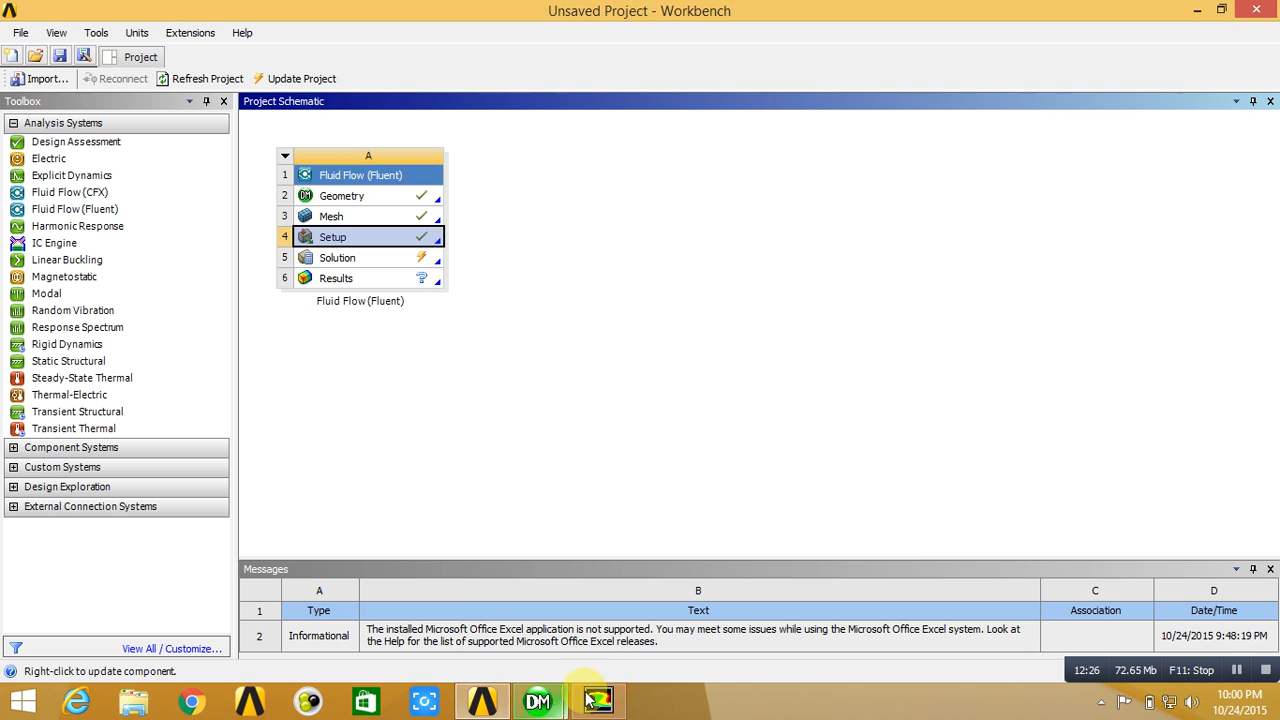 Unsaved Project - Workbench
File View Tools Units Extensions Help
Project
Import... Reconnect Refresh Project Update Project
Toolbox
Project Schematic
Analysis Systems
Design Assessment
Electric
Explicit Dynamics
Fluid Flow (CFX)
Fluid Flow (Fluent)
Harmonic Response
IC Engine
Linear Buckling
Magnetostatic
Modal
Random Vibration
Response Spectrum
Rigid Dynamics
Static Structural
Steady-State Thermal
Thermal-Electric
Transient Structural
Transient Thermal
Component Systems
Custom Systems
Design Exploration
External Connection Systems
View All / Customize...
A
1 Fluid Flow (Fluent)
2 DM Geometry
3 Mesh
4 Setup
5 Solution
6 Results ?
Fluid Flow (Fluent)
Messages
A B C D
1 Type Text Association Date/Time
2 Informational The installed Microsoft Office Excel application is not supported. You may meet some issues while using the Microsoft Office Excel system. Look at 10/24/2015 9:48:19 PM
the Help for the list of supported Microsoft Office Excel releases.
Right-click to update component.
12:26 72.65 Mb F11: Stop
DM
10:00 PM
10/24/2015